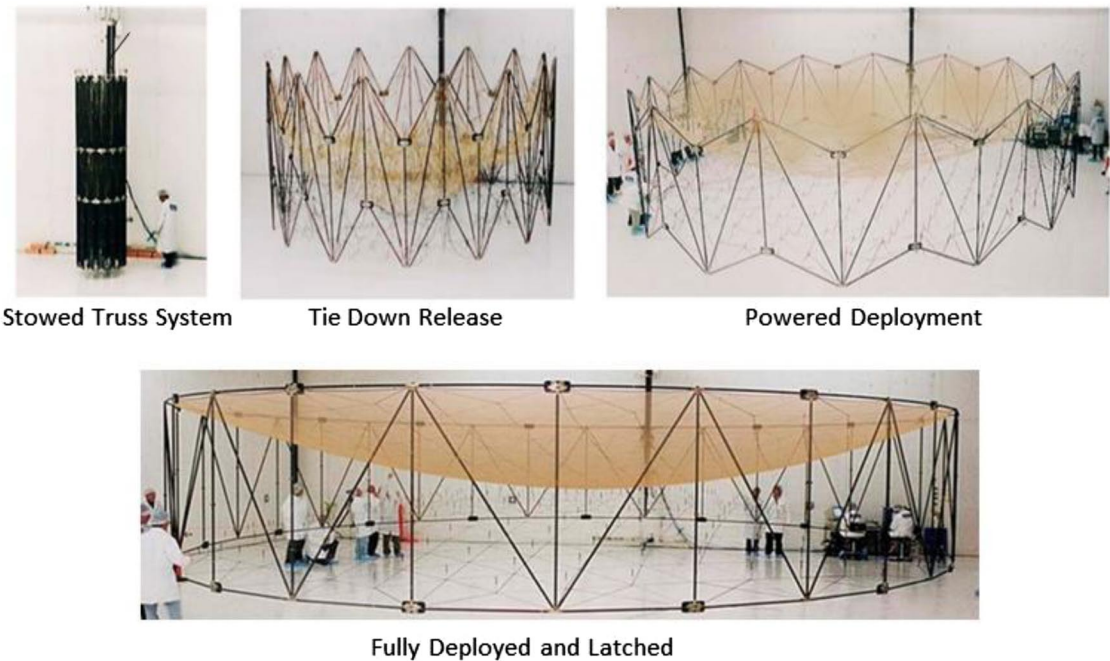 Stowed Truss System
Tie Down Release
Powered Deployment
Fully Deployed and Latched